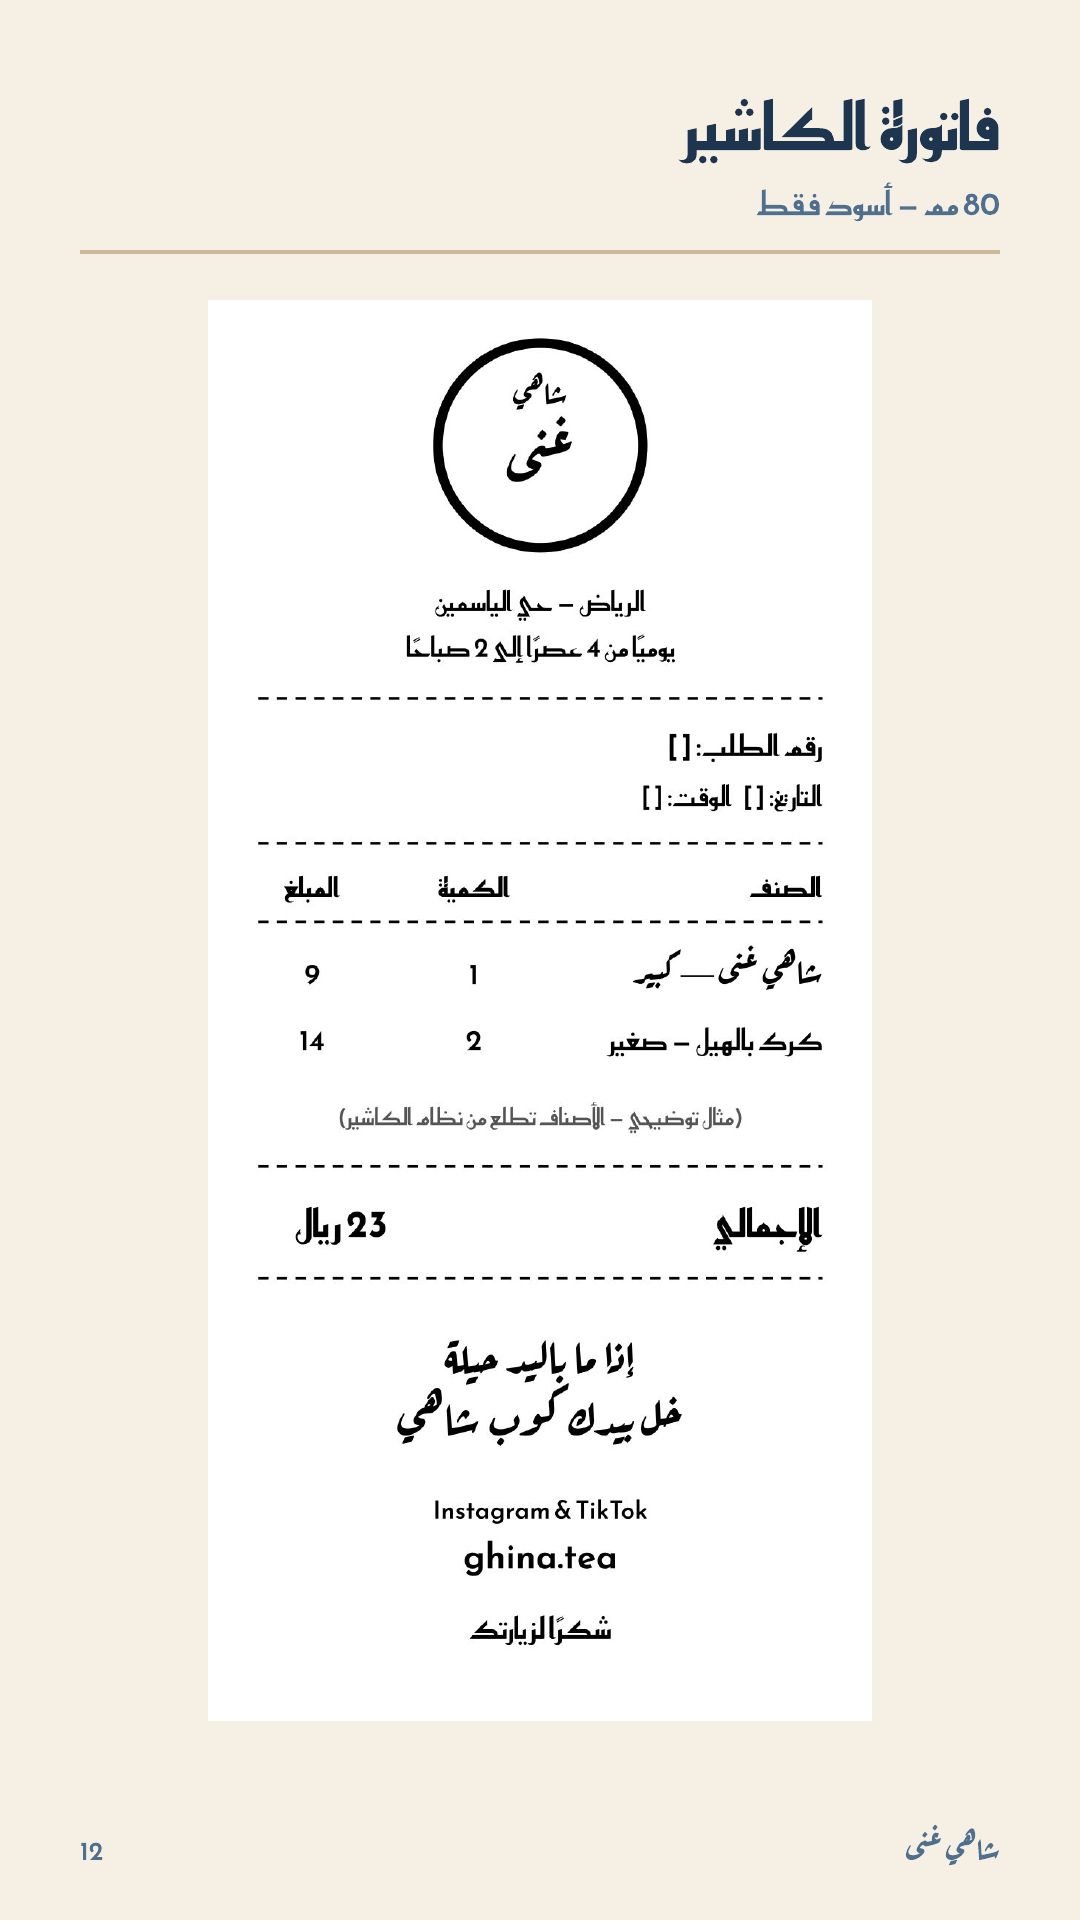 فاتورة الكاشير
80 مم – أسود فقط
شاهي
غنى
الرياض – حي الياسمين
يوميًا من 4 عصرًا إلى 2 صباحًا
رقم الطلب: [ ]
التاريخ: [ ] الوقت: [ ]
الصنف الكمية المبلغ
شاهي غنى — كبير 1 9
كرك بالهيل – صغير 2 14
(مثال توضيحي – الأصناف تطلع من نظام الكاشير)
الإجمالي 23 ريال
إذا ما باليد حيلة
خل بيدك كوب شاهي
Instagram & TikTok
ghina.tea
شكرًا لزيارتك
شاهي غنى
12